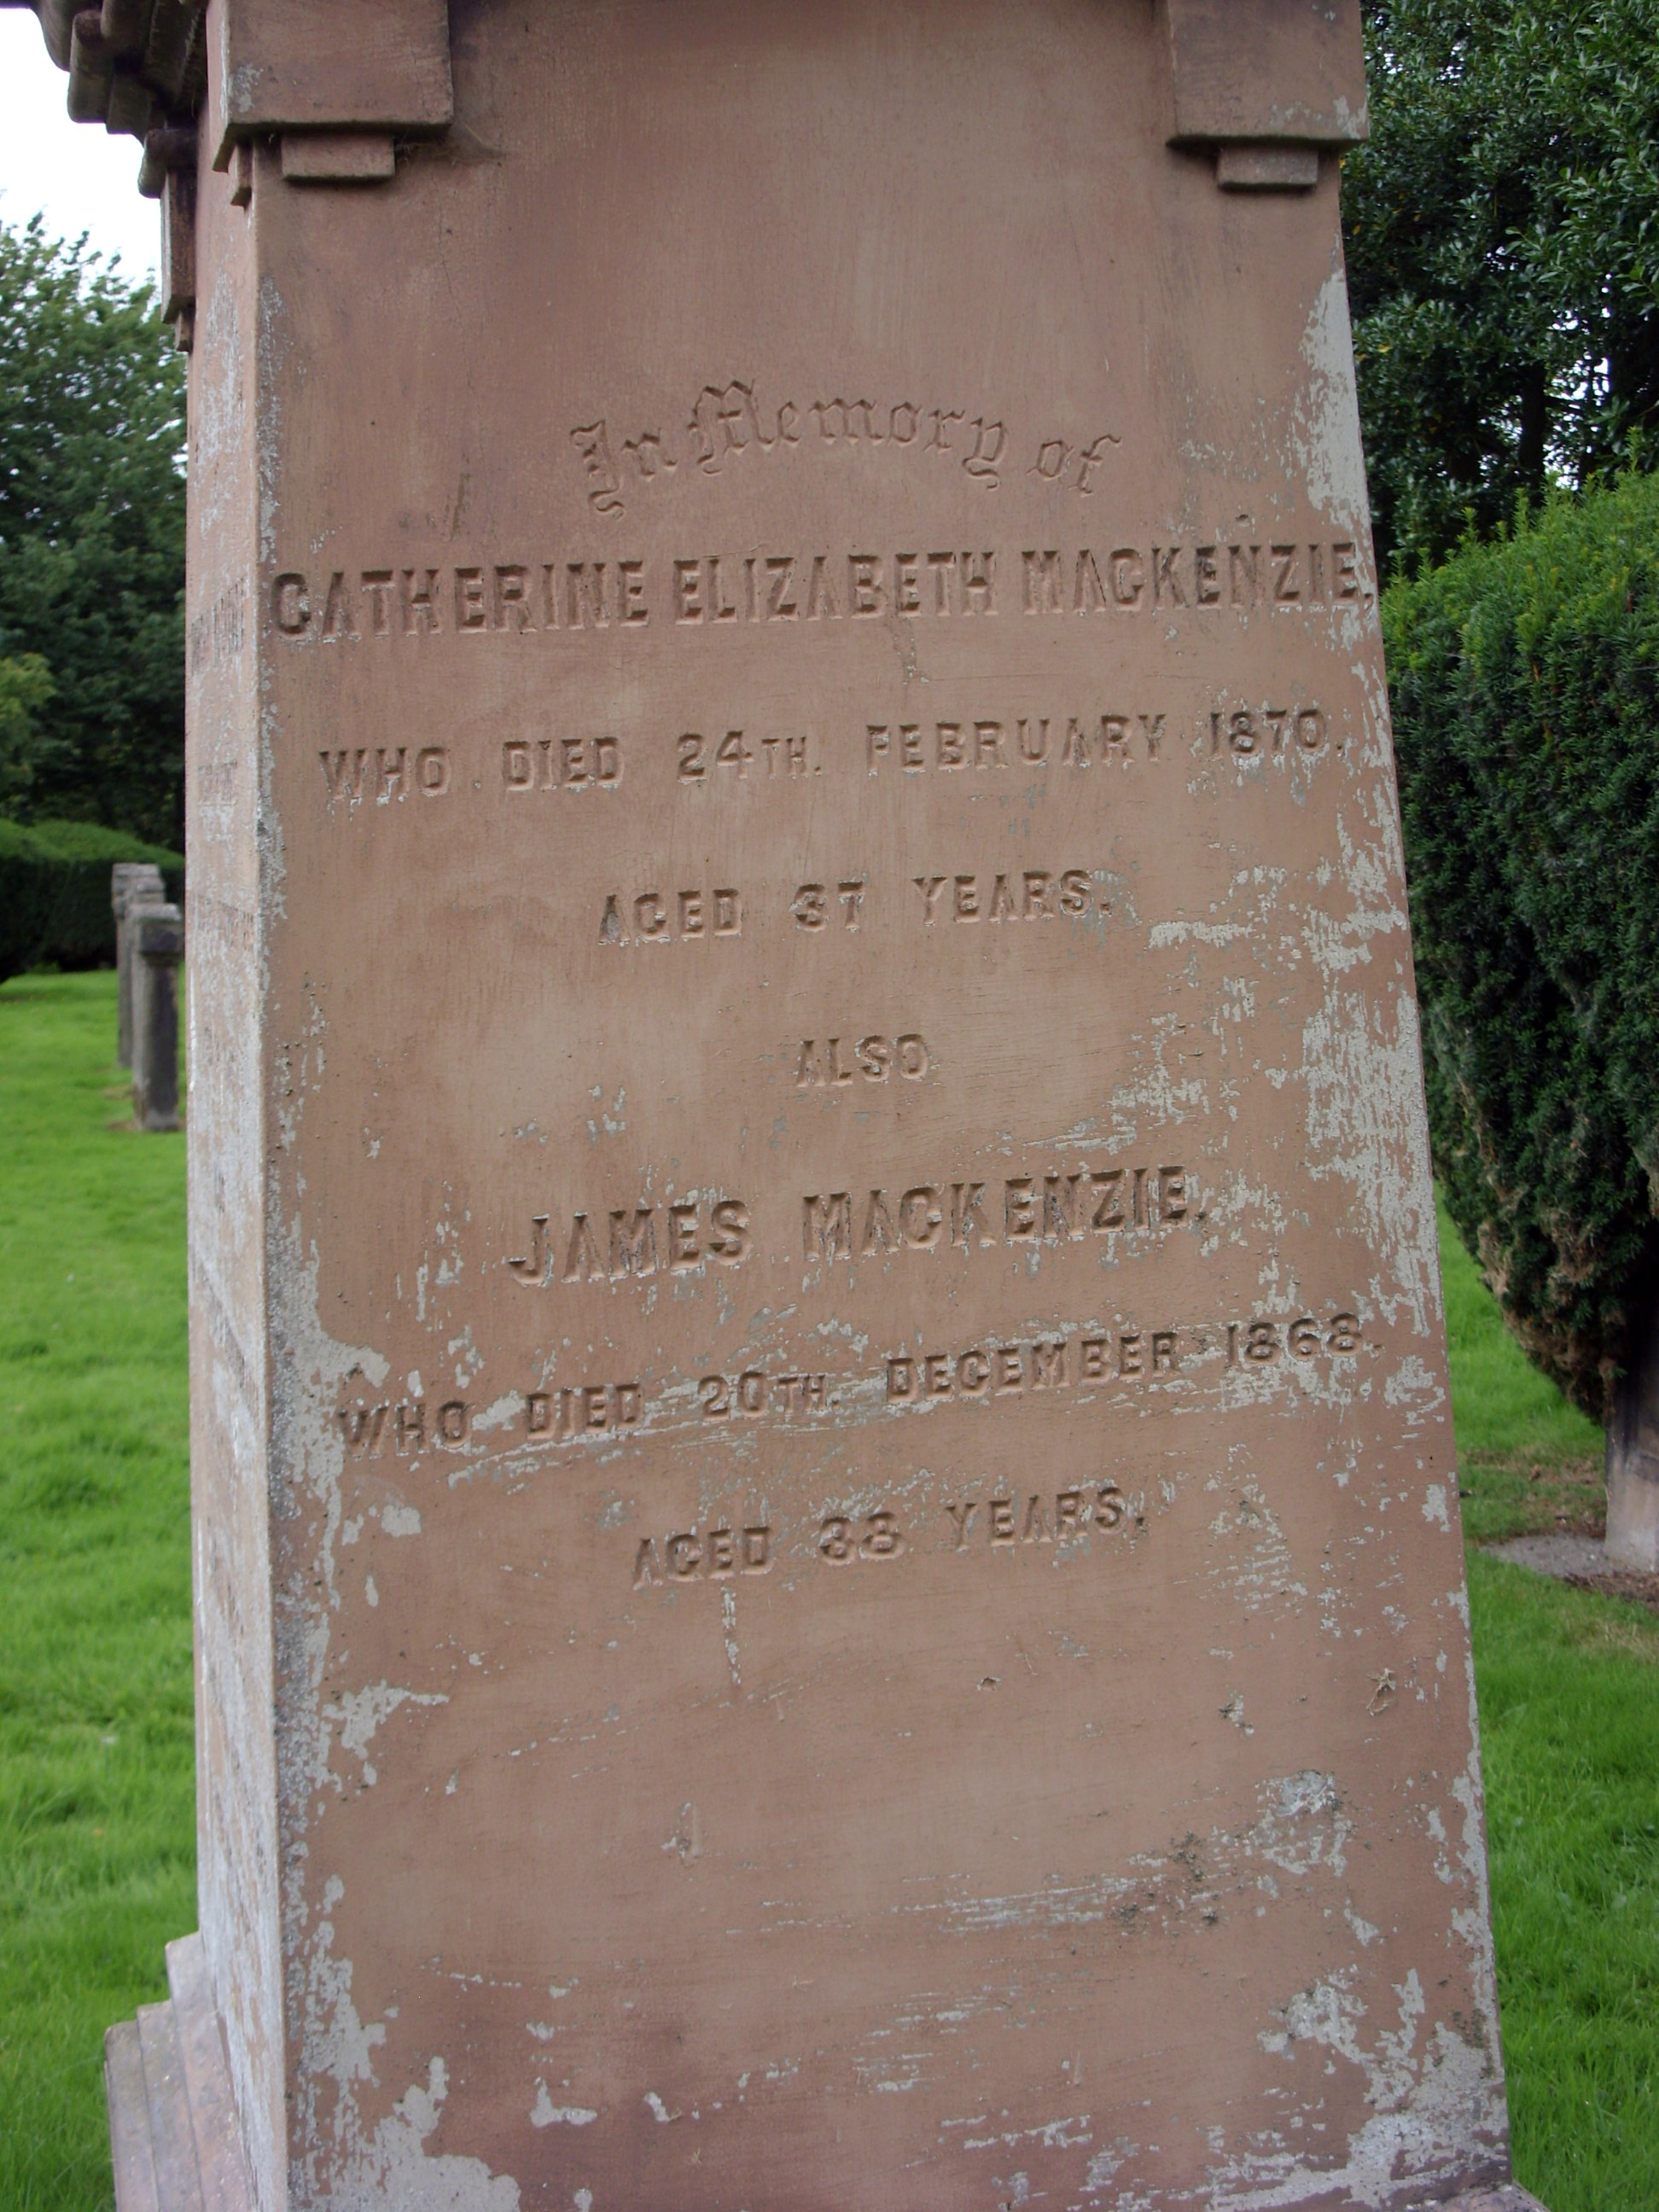 In Memory of
CATHERINE ELIZABETH MACKENZIE,
WHO DIED 24TH. FEBRUARY 1870.
AGED 37 YEARS.
ALSO
JAMES MACKENZIE,
WHO DIED 20TH. DECEMBER 1868.
AGED 38 YEARS.